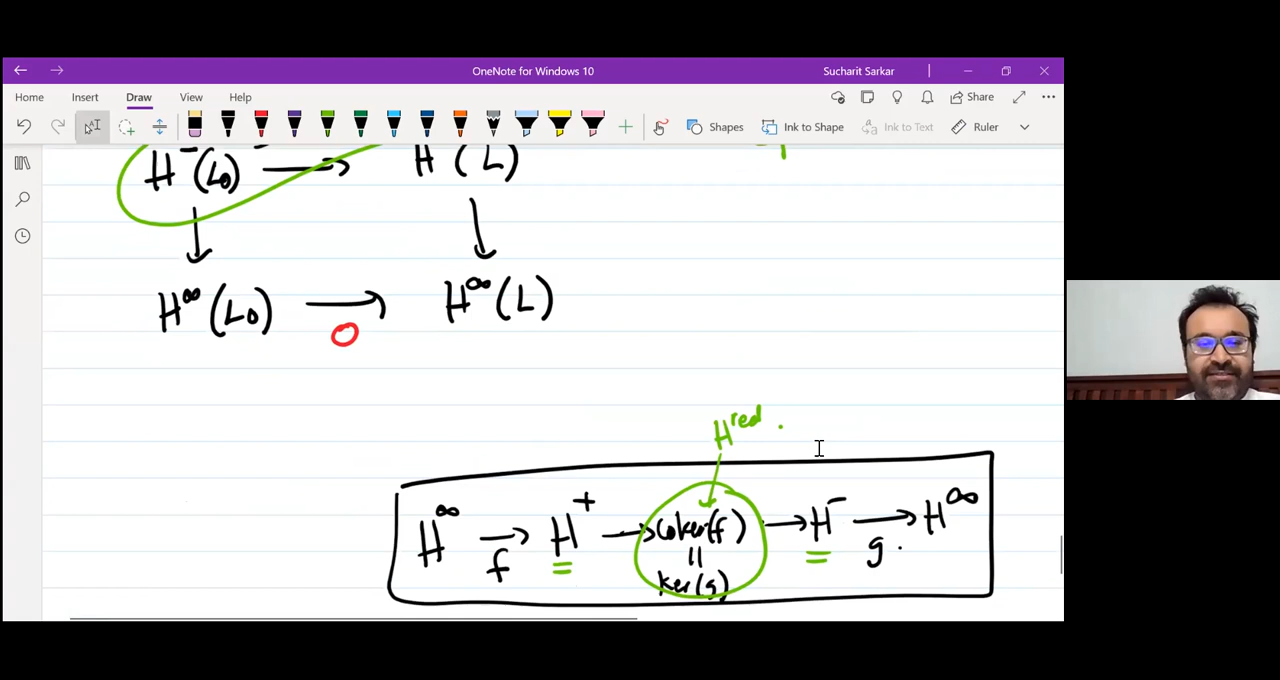 OneNote for Windows 10
Sucharit Sarkar
Home Insert Draw View Help
Share
Shapes Ink to Shape Ink to Text Ruler
H⁻(L₀) → H (L)
↓ ↓
H^∞(L₀) → H^∞(L)
0
H^red .
H^∞ → H⁺ → coker(f) → H⁻ → H^∞
f || g.
ker(g)